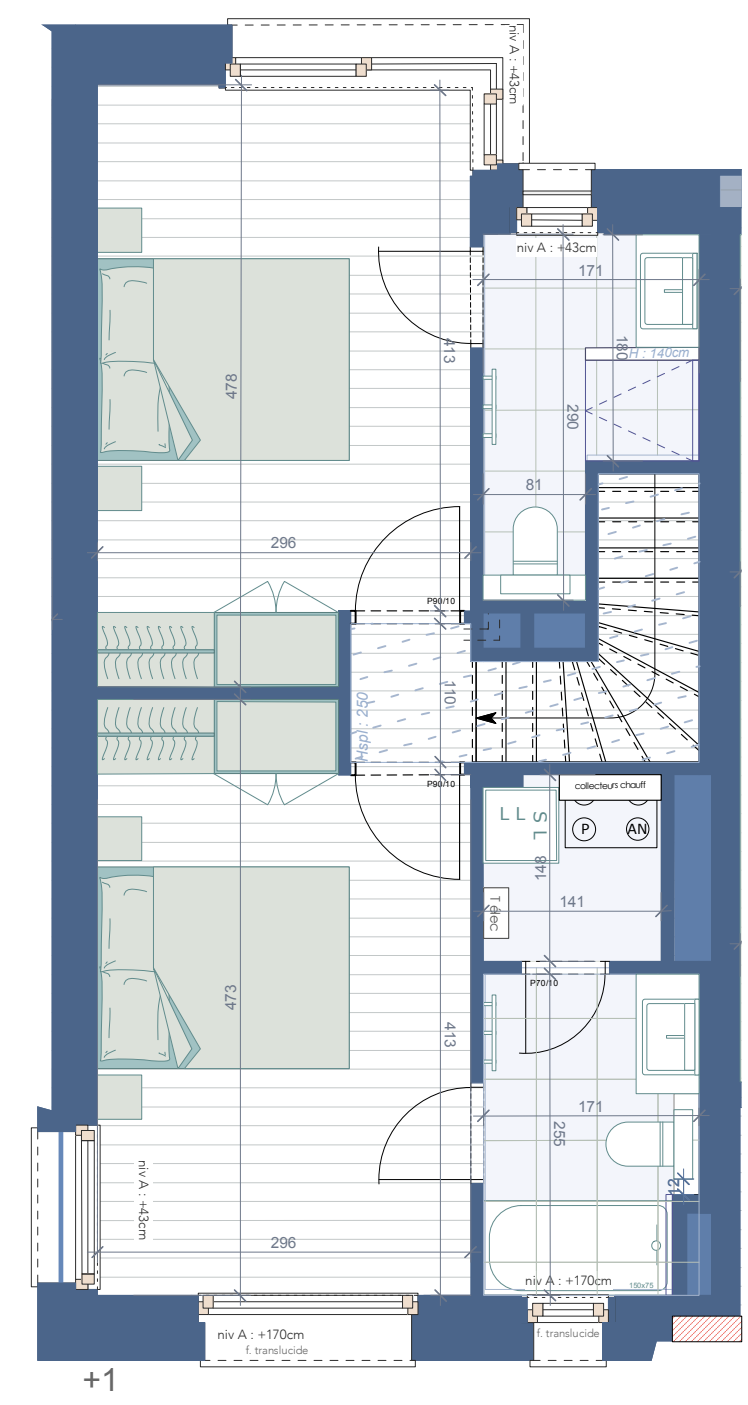 niv A : +43cm
niv A : +43cm
171
180
H : 140cm
413
478
290
81
296
P90/10
110
Hspl : 250
P90/10
collecteurs chauff
LL
SL
P
AN
148
T élec
141
P70/10
473
413
171
255
12
niv A : +43cm
296
niv A : +170cm
150x75
niv A : +170cm
f. translucide
f. translucide
+1